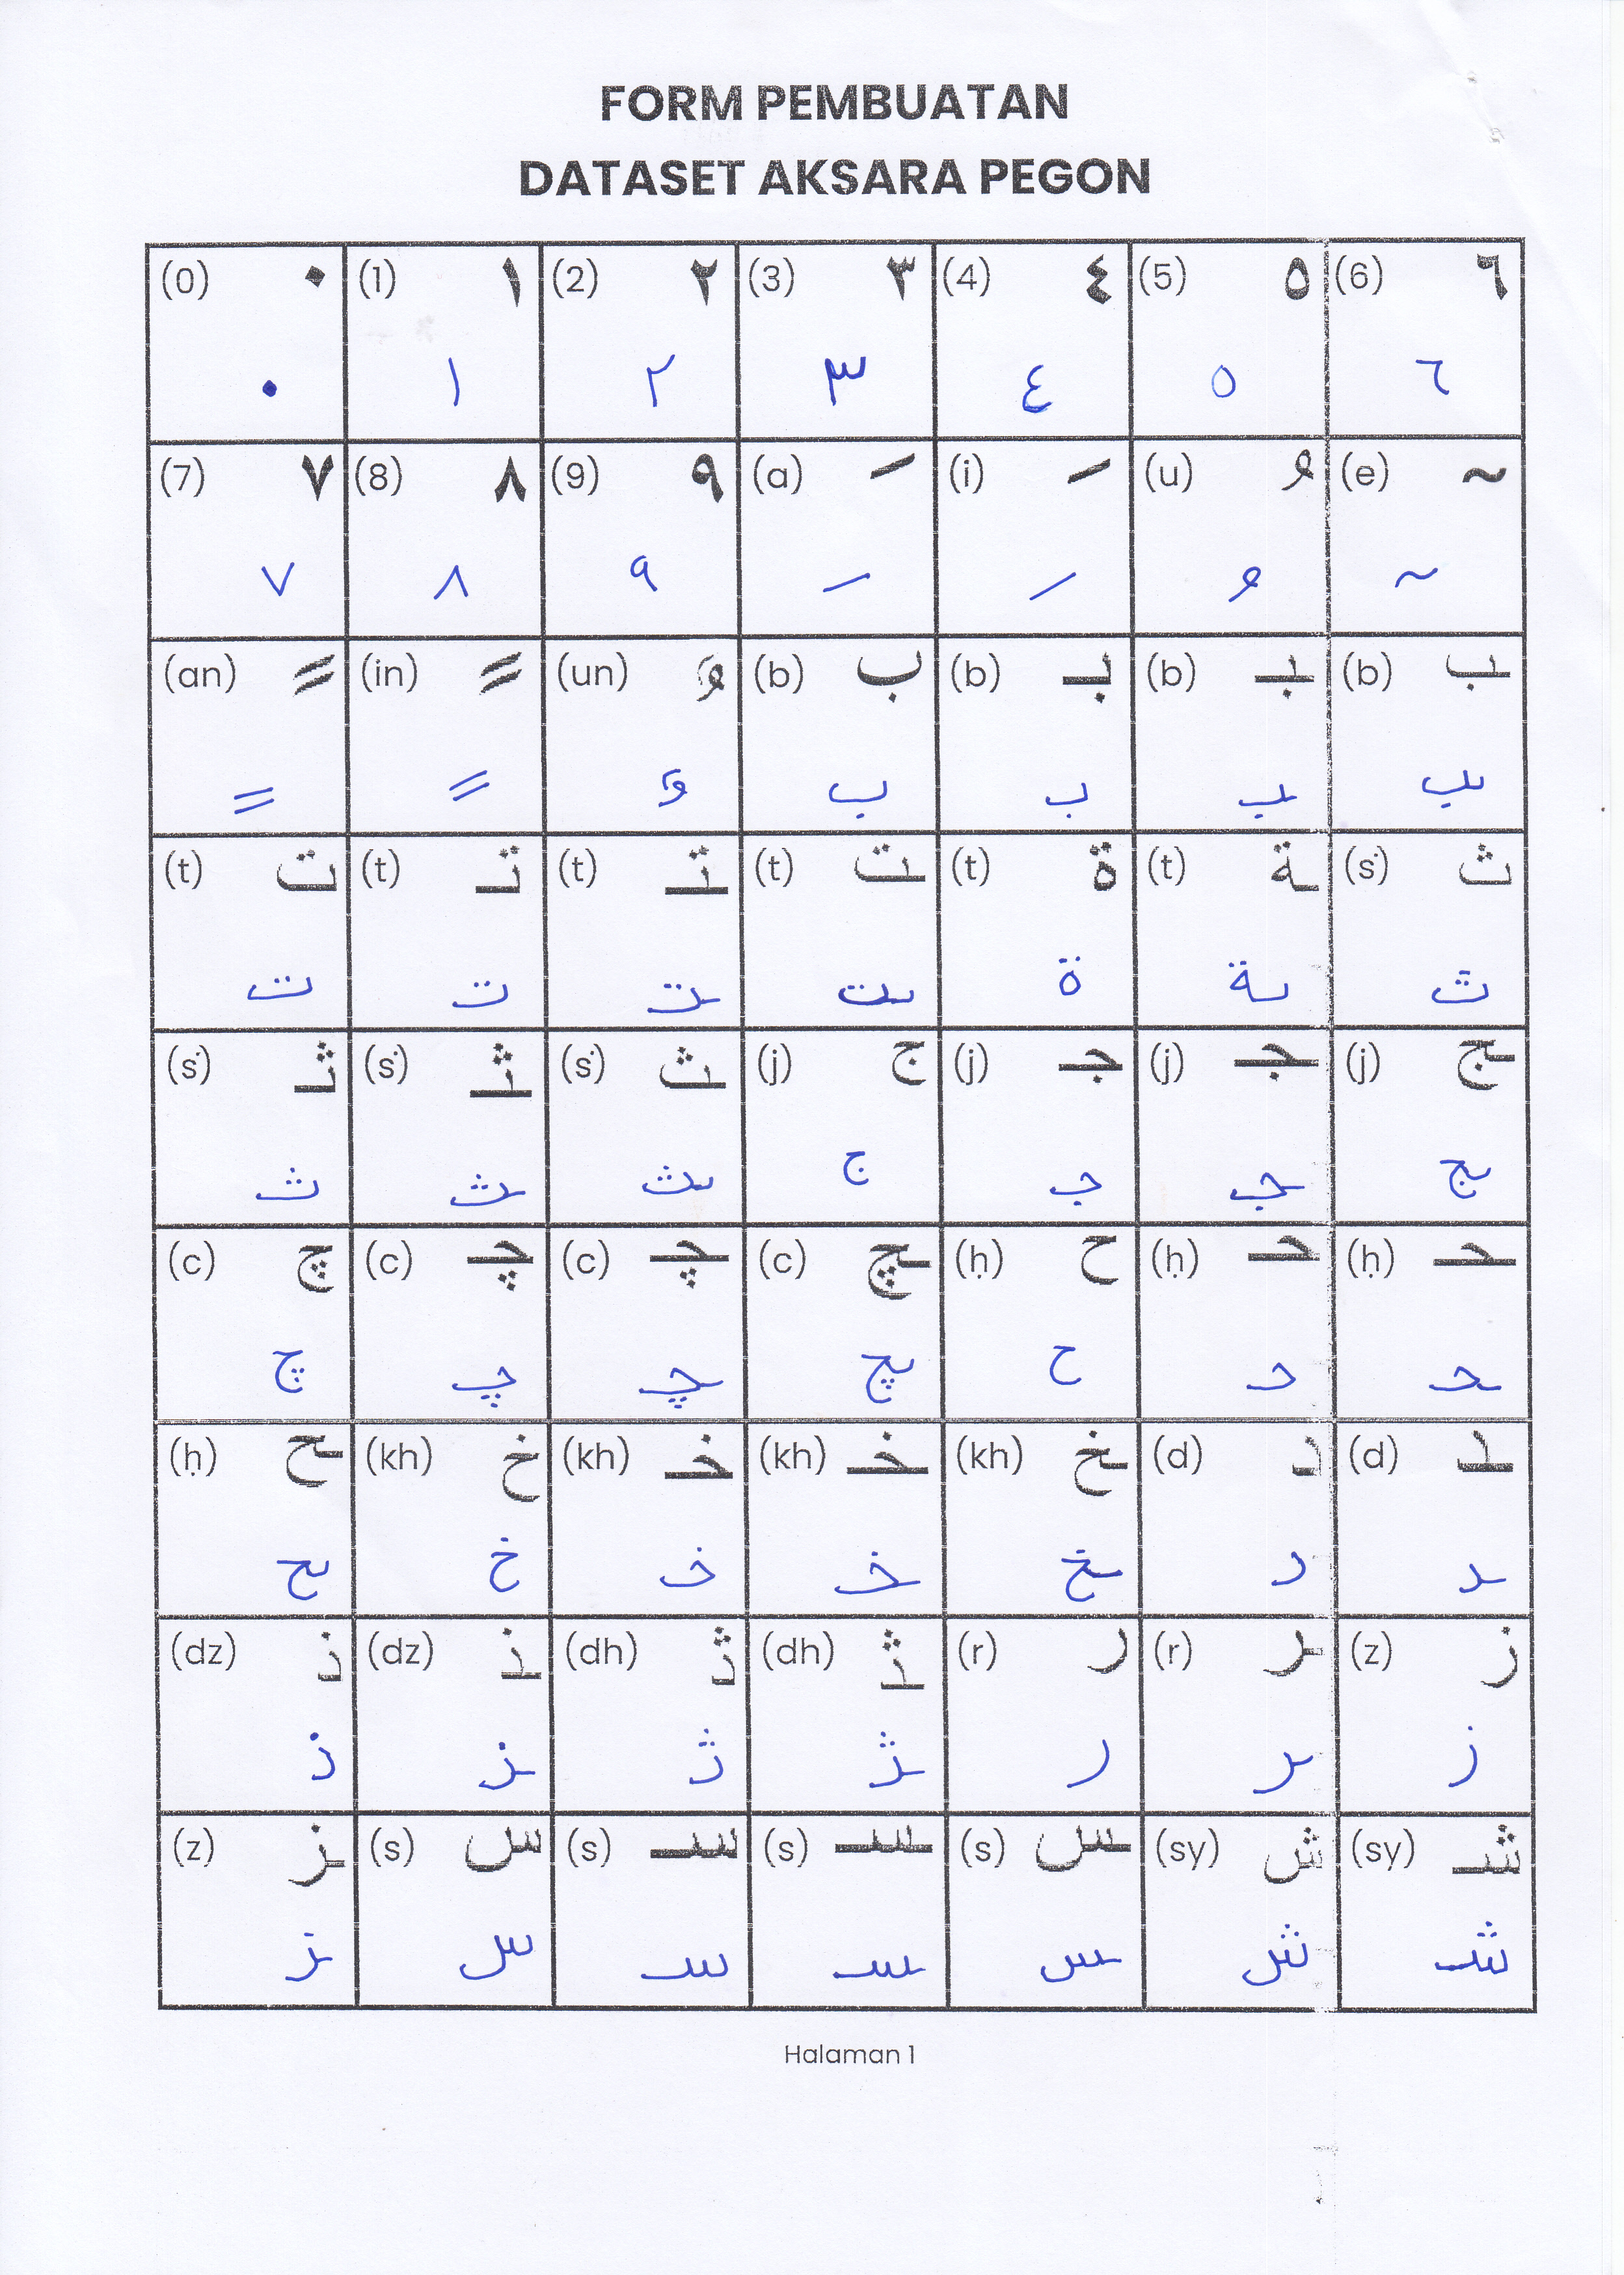 FORM PEMBUATAN
DATASET AKSARA PEGON
(0) ٠ (1) ١ (2) ٢ (3) ٣ (4) ٤ (5) ٥ (6) ٦
٠ ١ ٢ ٣ ٤ ٥ ٦
(7) ٧ (8) ٨ (9) ٩ (a) ـَ (i) ـِ (u) ـُ (e) ~
٧ ٨ ٩ ـَ ـِ ـُ ~
(an) ـً (in) ـٍ (un) ـٌ (b) ب (b) بـ (b) ـبـ (b) ـب
ـً ـٍ ـٌ ب بـ ـبـ ـب
(t) ت (t) تـ (t) ـتـ (t) ـت (t) ة (t) ـة (ṡ) ث
ت تـ ـتـ ـت ة ـة ث
(ṡ) ثـ (ṡ) ـثـ (ṡ) ـث (j) ج (j) جـ (j) ـجـ (j) ـج
ثـ ـثـ ـث ج جـ ـجـ ـج
(c) چ (c) چـ (c) ـچـ (c) ـچ (ḥ) ح (ḥ) حـ (ḥ) ـحـ
چ چـ ـچـ ـچ ح حـ ـحـ
(ḥ) ـح (kh) خ (kh) خـ (kh) ـخـ (kh) ـخ (d) د (d) ـد
ـح خ خـ ـخـ ـخ د ـد
(dz) ذ (dz) ـذ (dh) ڎ (dh) ـڎ (r) ر (r) ـر (z) ز
ذ ـذ ڎ ـڎ ر ـر ز
(z) ـز (s) س (s) سـ (s) ـسـ (s) ـس (sy) ش (sy) شـ
ـز س سـ ـسـ ـس ش شـ
Halaman 1